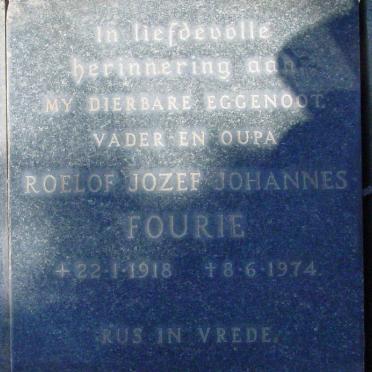 In liefdevolle
herinnering aan
MY DIERBARE EGGENOOT,
VADER EN OUPA
ROELOF JOZEF JOHANNES
FOURIE
+22·1·1918 †8·6·1974.
RUS IN VREDE.